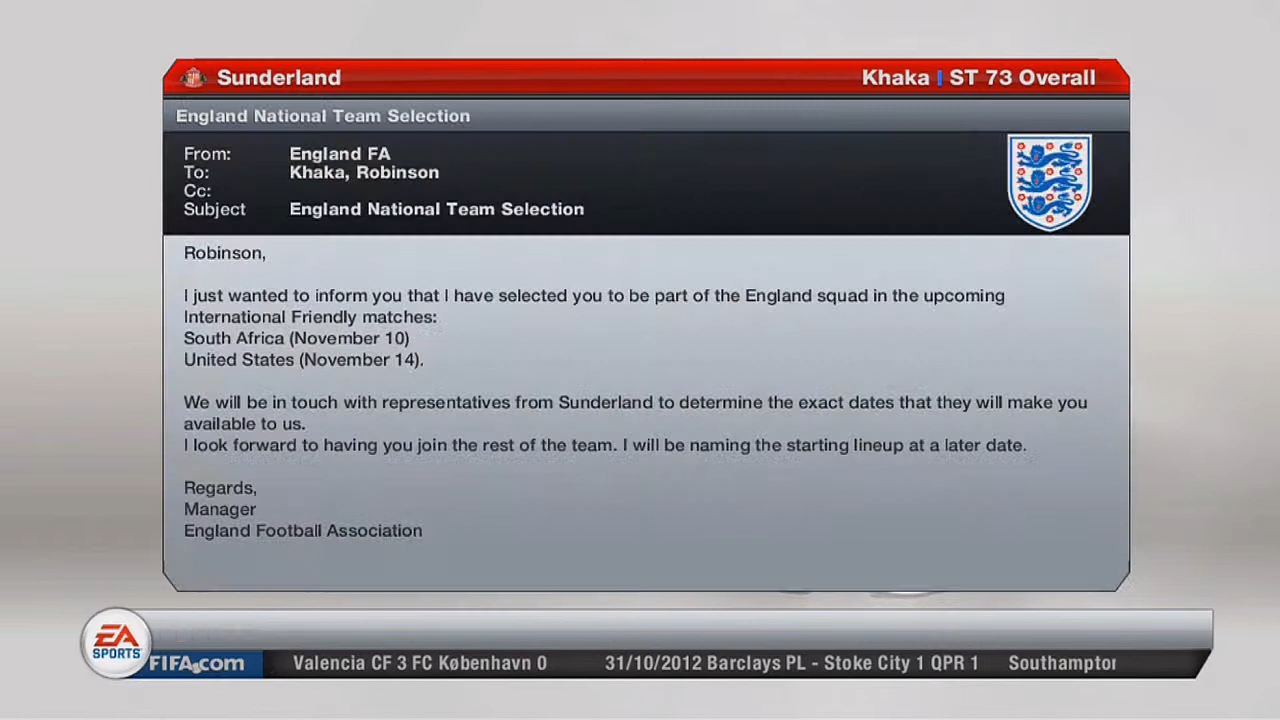 Sunderland
Khaka | ST 73 Overall
England National Team Selection
From: England FA
To: Khaka, Robinson
Cc:
Subject England National Team Selection
Robinson,
I just wanted to inform you that I have selected you to be part of the England squad in the upcoming
International Friendly matches:
South Africa (November 10)
United States (November 14).
We will be in touch with representatives from Sunderland to determine the exact dates that they will make you
available to us.
I look forward to having you join the rest of the team. I will be naming the starting lineup at a later date.
Regards,
Manager
England Football Association
EA
SPORTS
FIFA.com
Valencia CF 3 FC København 0 31/10/2012 Barclays PL - Stoke City 1 QPR 1 Southampton